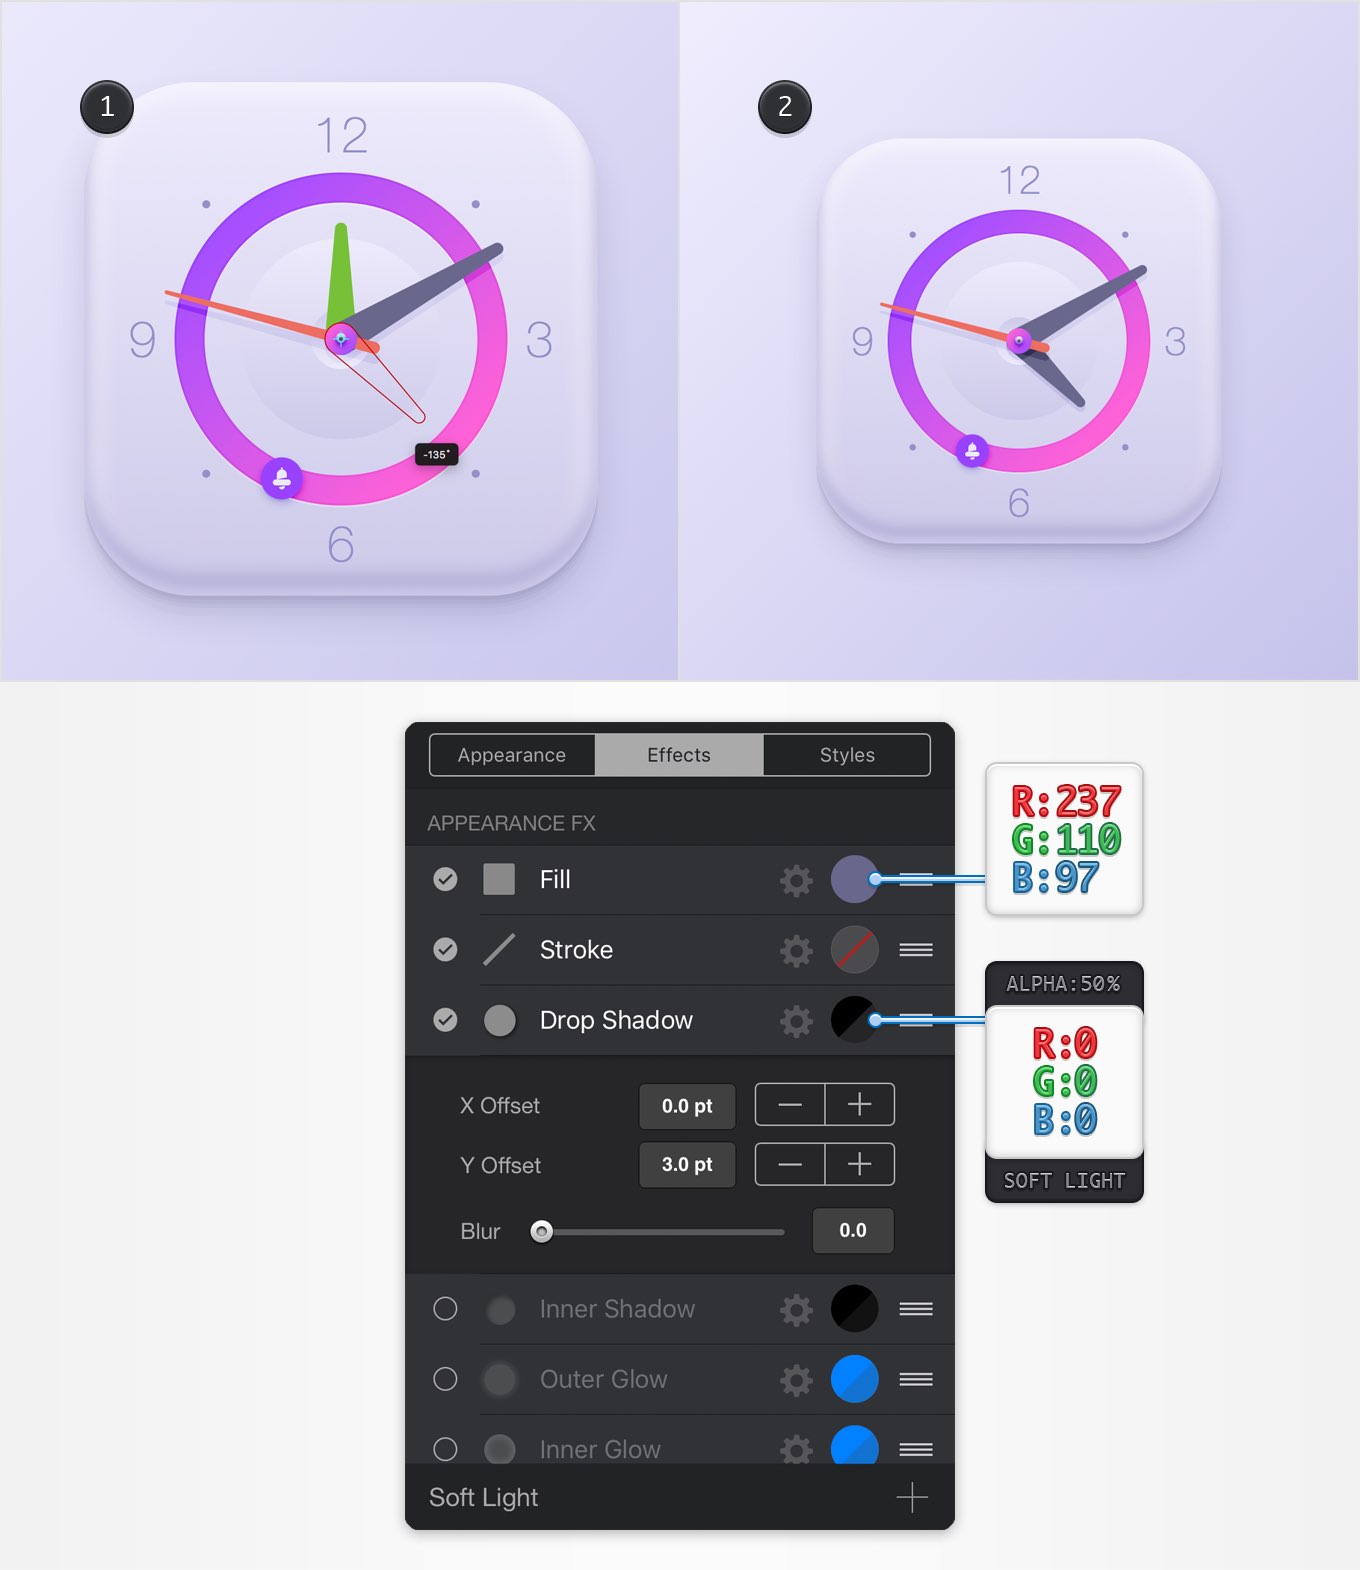 1
12
9
3
6
-135°
2
12
9
3
6
Appearance
Effects
Styles
APPEARANCE FX
Fill
R:237
G:110
B:97
Stroke
Drop Shadow
ALPHA:50%
R:0
G:0
B:0
SOFT LIGHT
X Offset
0.0 pt
Y Offset
3.0 pt
Blur
0.0
Inner Shadow
Outer Glow
Inner Glow
Soft Light